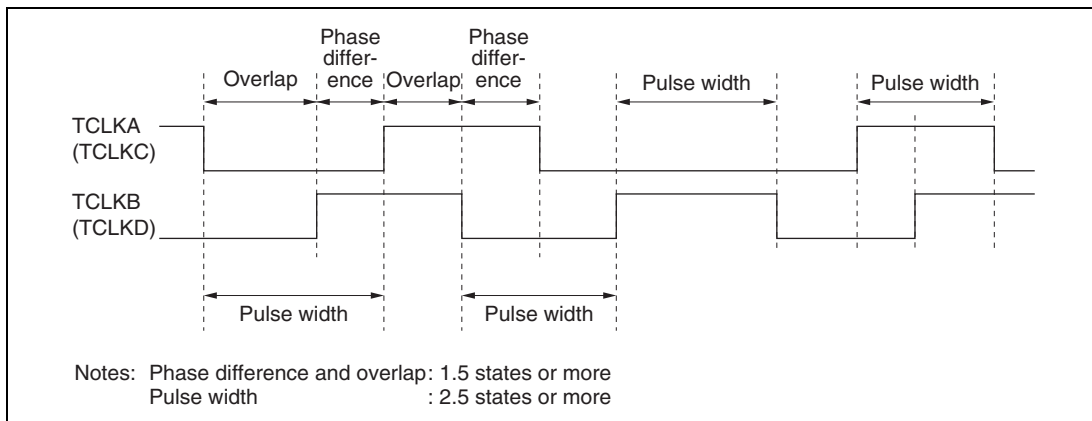 Phase
differ-
ence
Phase
differ-
ence
Overlap
Overlap
Pulse width
Pulse width
TCLKA
(TCLKC)
TCLKB
(TCLKD)
Pulse width
Pulse width
Notes: Phase difference and overlap : 1.5 states or more
Pulse width : 2.5 states or more